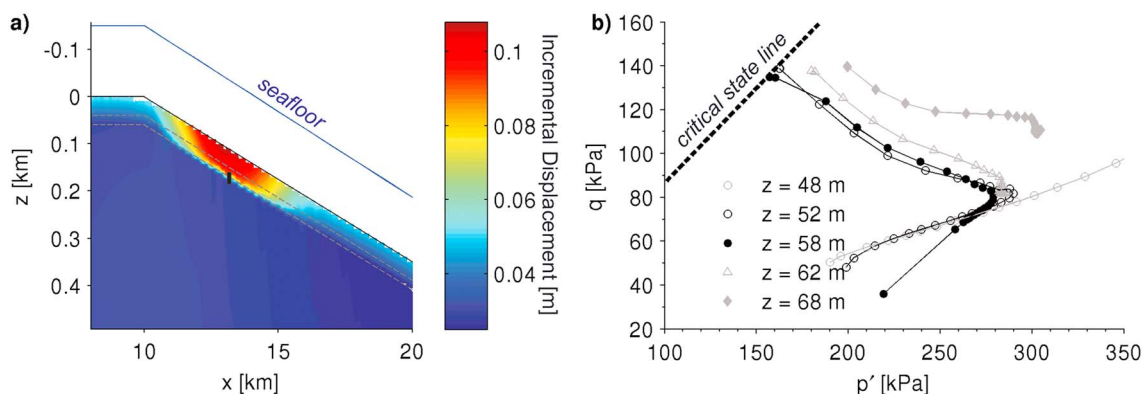 a)
-0.1
0
0.1
0.2
0.3
0.4
z [km]
10
15
20
x [km]
seafloor
0.1
0.08
0.06
0.04
Incremental Displacement [m]
b)
160
140
120
100
80
60
40
20
q [kPa]
100
150
200
250
300
350
p′ [kPa]
critical state line
z = 48 m
z = 52 m
z = 58 m
z = 62 m
z = 68 m